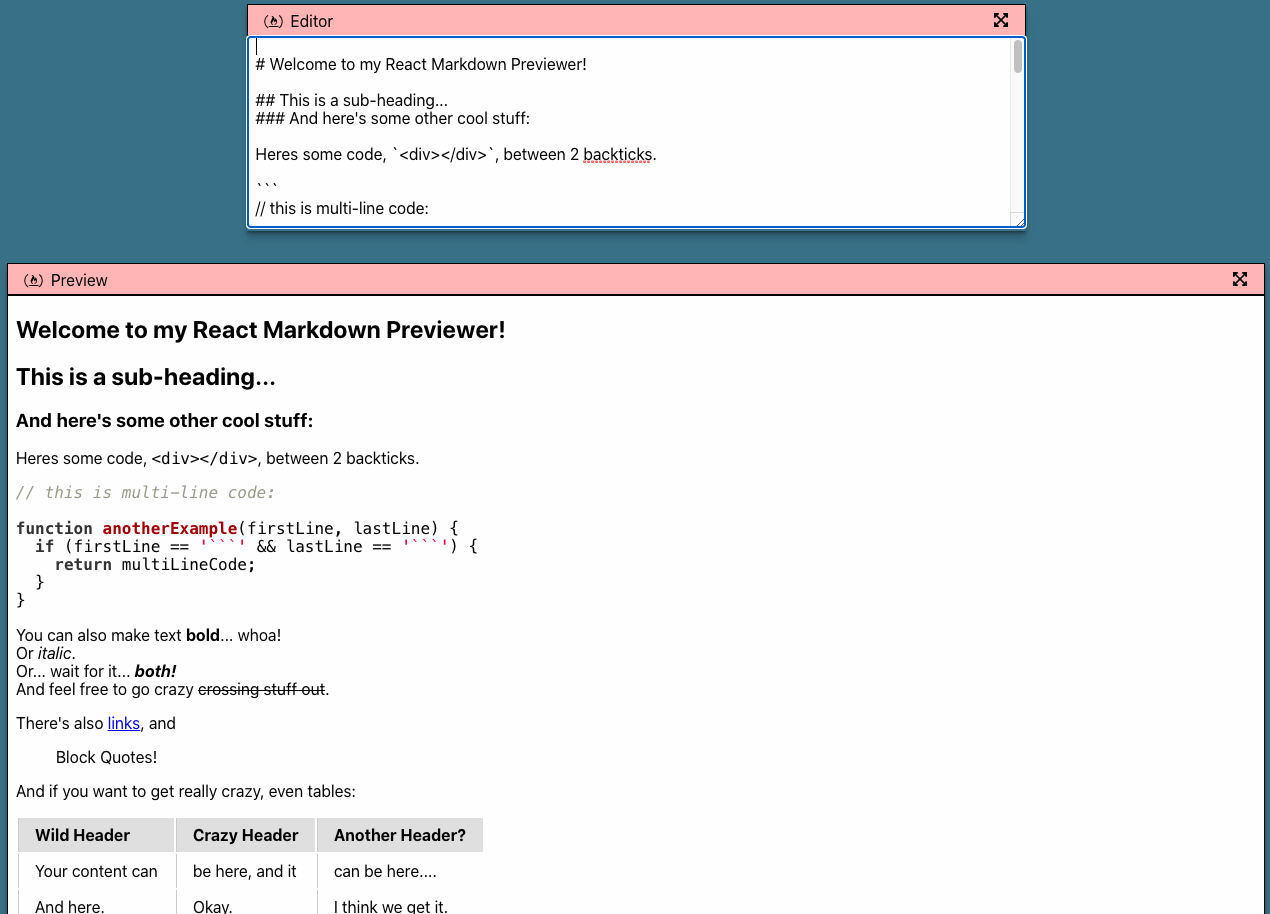 Editor
# Welcome to my React Markdown Previewer!
## This is a sub-heading...
### And here's some other cool stuff:
Heres some code, `<div></div>`, between 2 backticks.
```
// this is multi-line code:
Preview
Welcome to my React Markdown Previewer!
This is a sub-heading...
And here's some other cool stuff:
Heres some code, <div></div>, between 2 backticks.
// this is multi-line code:
function anotherExample(firstLine, lastLine) {
  if (firstLine == '```' && lastLine == '```') {
    return multiLineCode;
  }
}
You can also make text bold... whoa!
Or italic.
Or... wait for it... both!
And feel free to go crazy crossing stuff out.
There's also links, and
Block Quotes!
And if you want to get really crazy, even tables:
Wild Header Crazy Header Another Header?
Your content can be here, and it can be here....
And here. Okay. I think we get it.